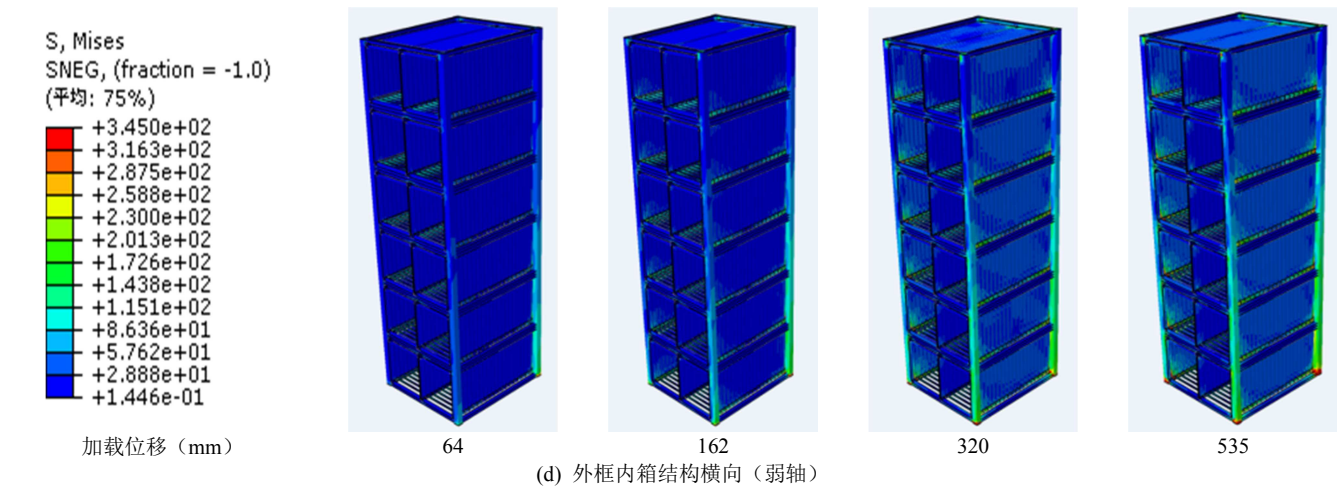 S, Mises
SNEG, (fraction = -1.0)
(平均: 75%)
+3.450e+02
+3.163e+02
+2.875e+02
+2.588e+02
+2.300e+02
+2.013e+02
+1.726e+02
+1.438e+02
+1.151e+02
+8.636e+01
+5.762e+01
+2.888e+01
+1.446e-01
加载位移（mm） 64 162 320 535
(d) 外框内箱结构横向（弱轴）